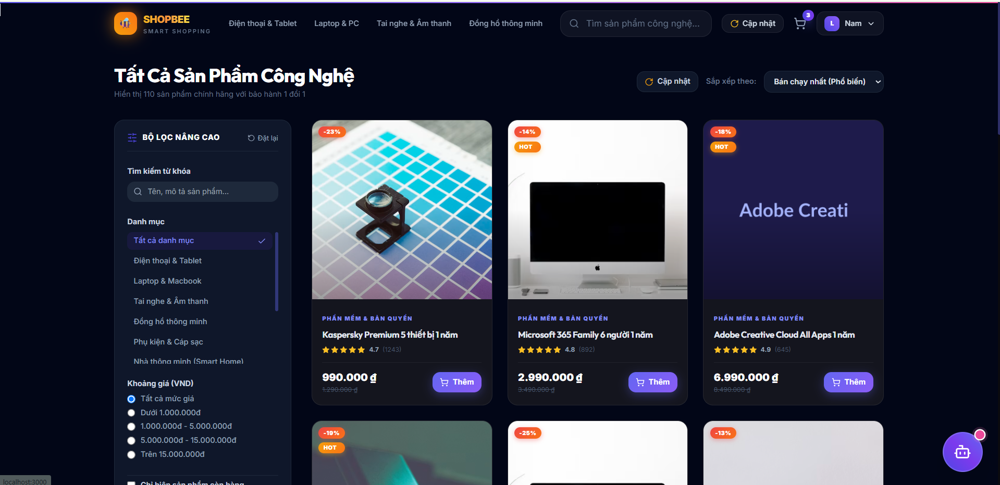 SHOPBEE
SMART SHOPPING
Điện thoại & Tablet
Laptop & PC
Tai nghe & Âm thanh
Đồng hồ thông minh
Tìm sản phẩm công nghệ...
Cập nhật
3
L
Nam
Tất Cả Sản Phẩm Công Nghệ
Hiển thị 110 sản phẩm chính hãng với bảo hành 1 đổi 1
Cập nhật
Sắp xếp theo:
Bán chạy nhất (Phổ biến)
BỘ LỌC NÂNG CAO
Đặt lại
Tìm kiếm từ khóa
Tên, mô tả sản phẩm...
Danh mục
Tất cả danh mục
Điện thoại & Tablet
Laptop & Macbook
Tai nghe & Âm thanh
Đồng hồ thông minh
Phụ kiện & Cáp sạc
Nhà thông minh (Smart Home)
Khoảng giá (VND)
Tất cả mức giá
Dưới 1.000.000đ
1.000.000đ - 5.000.000đ
5.000.000đ - 15.000.000đ
Trên 15.000.000đ
Chỉ hiện sản phẩm còn hàng
-23%
PHẦN MỀM & BẢN QUYỀN
Kaspersky Premium 5 thiết bị 1 năm
4.7 (1243)
990.000 ₫
1.290.000 ₫
Thêm
-14%
HOT
PHẦN MỀM & BẢN QUYỀN
Microsoft 365 Family 6 người 1 năm
4.8 (892)
2.990.000 ₫
3.490.000 ₫
Thêm
-18%
HOT
Adobe Creati
PHẦN MỀM & BẢN QUYỀN
Adobe Creative Cloud All Apps 1 năm
4.9 (645)
6.990.000 ₫
8.490.000 ₫
Thêm
-19%
HOT
-25%
-13%
localhost:3000